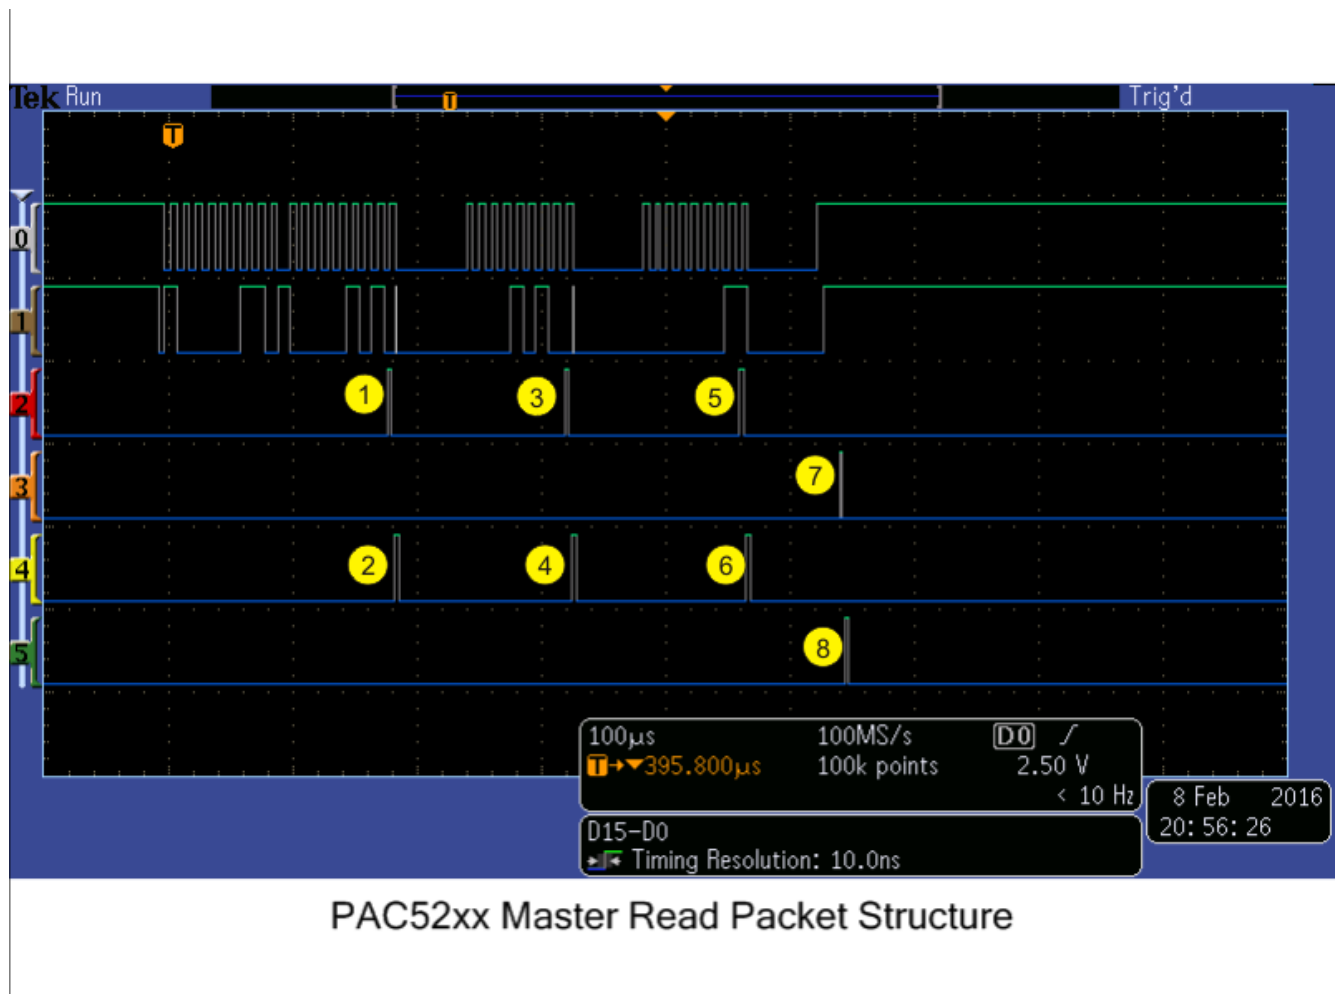 Tek Run Trig'd
T
T
0
1
1 3 5
2
7
3
2 4 6
4
8
5
100µs 100MS/s D0
T→▼395.800µs 100k points 2.50 V
< 10 Hz
8 Feb 2016
20:56:26
D15-D0
Timing Resolution: 10.0ns
PAC52xx Master Read Packet Structure